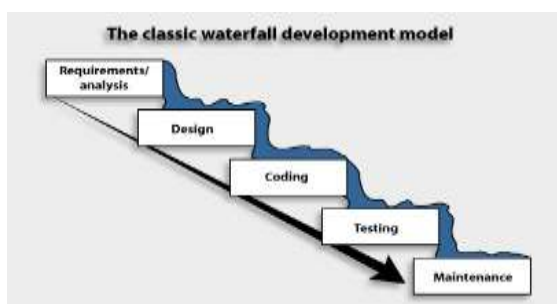 The classic waterfall development model
Requirements/
analysis
Design
Coding
Testing
Maintenance